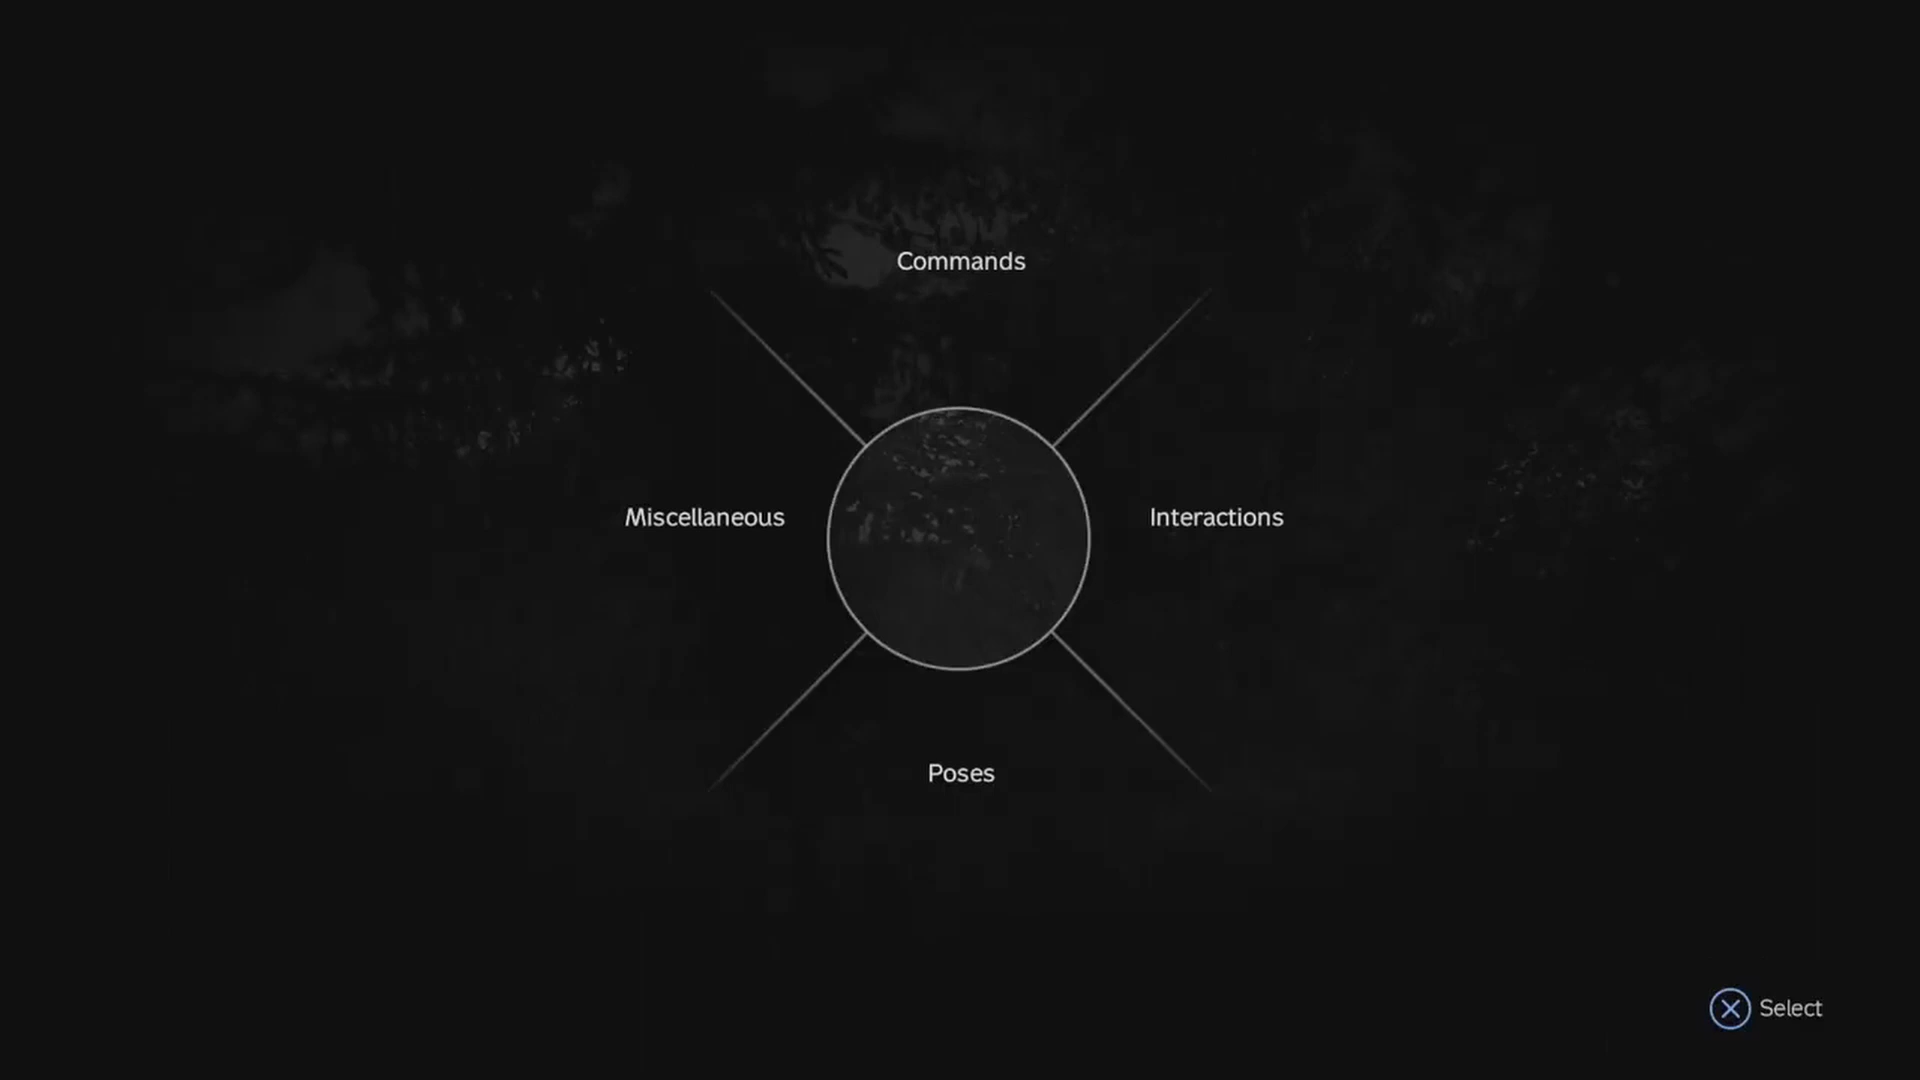 Commands
Miscellaneous
Interactions
Poses
Select